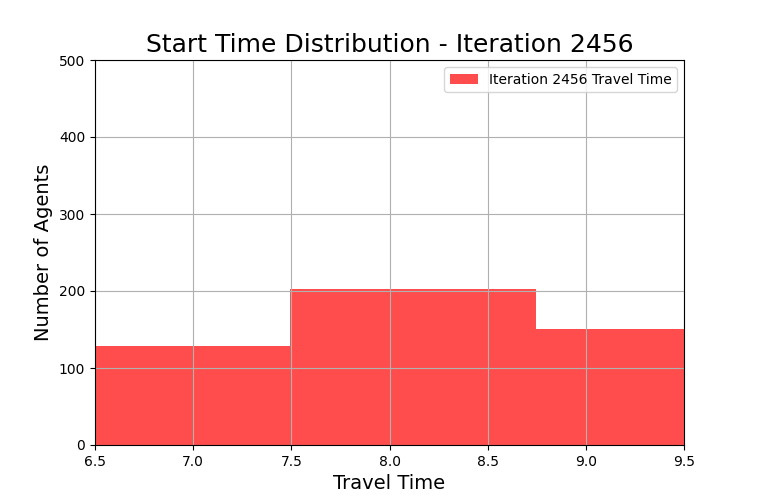 Start Time Distribution - Iteration 2456
Iteration 2456 Travel Time
500
400
300
200
100
0
Number of Agents
6.5 7.0 7.5 8.0 8.5 9.0 9.5
Travel Time